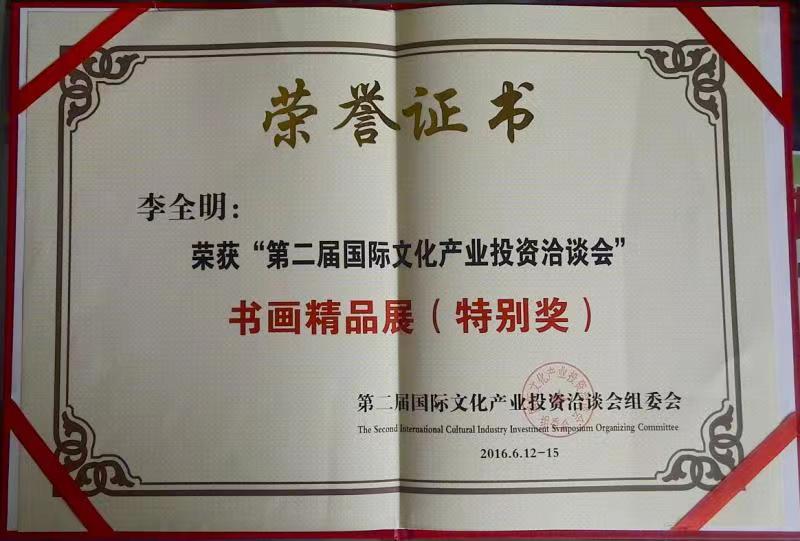 荣誉证书
李全明：
荣获“第二届国际文化产业投资洽谈会”
书画精品展（特别奖）
第二届国际文化产业投资洽谈会组委会
The Second International Cultural Industry Investment Symposium Organizing Committee
2016.6.12-15